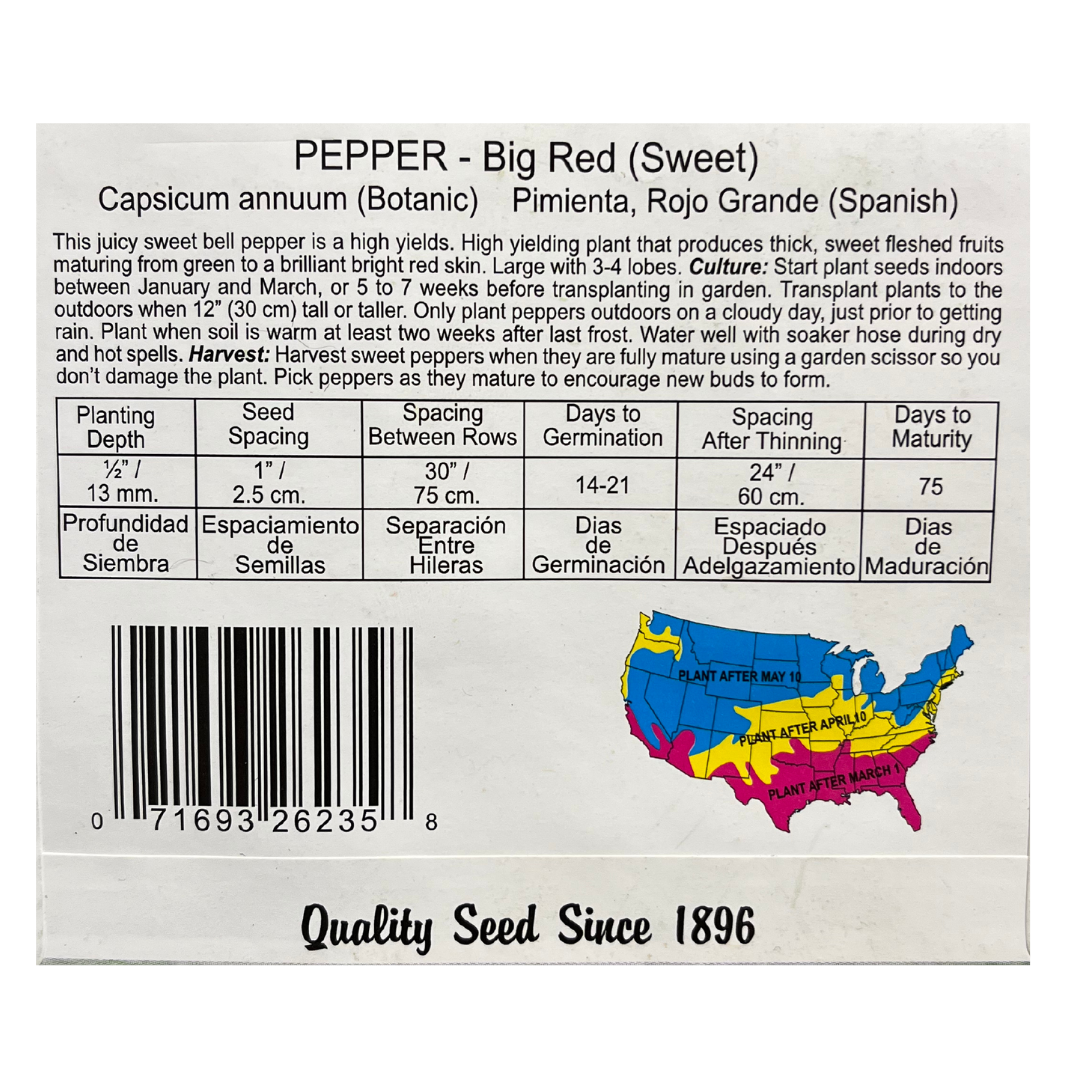 PEPPER - Big Red (Sweet)
Capsicum annuum (Botanic) Pimienta, Rojo Grande (Spanish)
This juicy sweet bell pepper is a high yields. High yielding plant that produces thick, sweet fleshed fruits
maturing from green to a brilliant bright red skin. Large with 3-4 lobes. Culture: Start plant seeds indoors
between January and March, or 5 to 7 weeks before transplanting in garden. Transplant plants to the
outdoors when 12” (30 cm) tall or taller. Only plant peppers outdoors on a cloudy day, just prior to getting
rain. Plant when soil is warm at least two weeks after last frost. Water well with soaker hose during dry
and hot spells. Harvest: Harvest sweet peppers when they are fully mature using a garden scissor so you
don’t damage the plant. Pick peppers as they mature to encourage new buds to form.
Planting
Depth
Seed
Spacing
Spacing
Between Rows
Days to
Germination
Spacing
After Thinning
Days to
Maturity
½” /
13 mm.
1” /
2.5 cm.
30” /
75 cm.
14-21
24” /
60 cm.
75
Profundidad
de
Siembra
Espaciamiento
de
Semillas
Separación
Entre
Hileras
Dias
de
Germinación
Espaciado
Después
Adelgazamiento
Dias
de
Maduración
0 71693 26235 8
PLANT AFTER MAY 10
PLANT AFTER APRIL10
PLANT AFTER MARCH 1
Quality Seed Since 1896